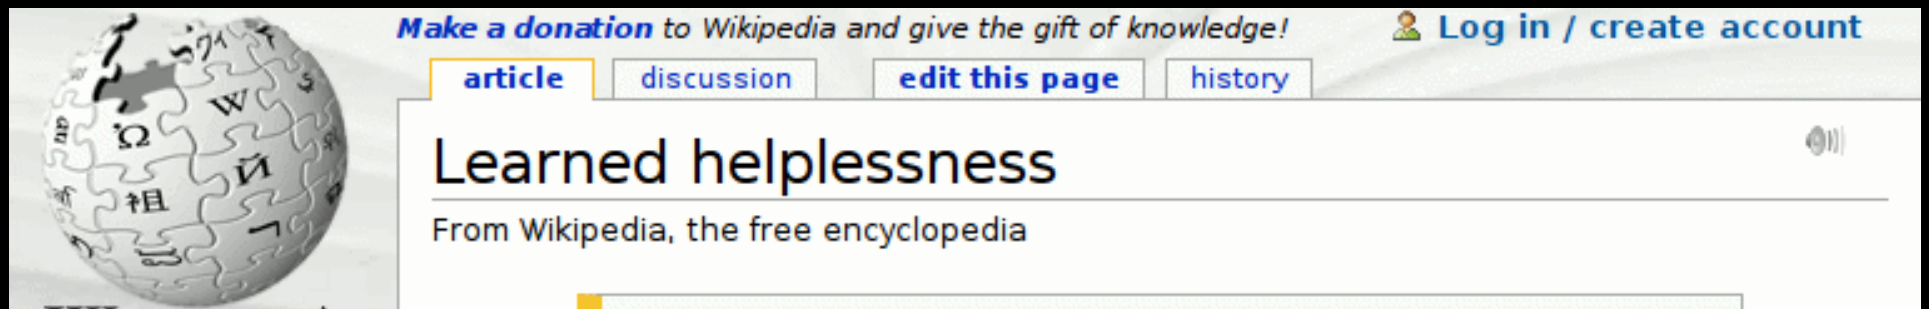 Make a donation to Wikipedia and give the gift of knowledge!
Log in / create account
article discussion edit this page history
Learned helplessness
From Wikipedia, the free encyclopedia
Ω W И 祖